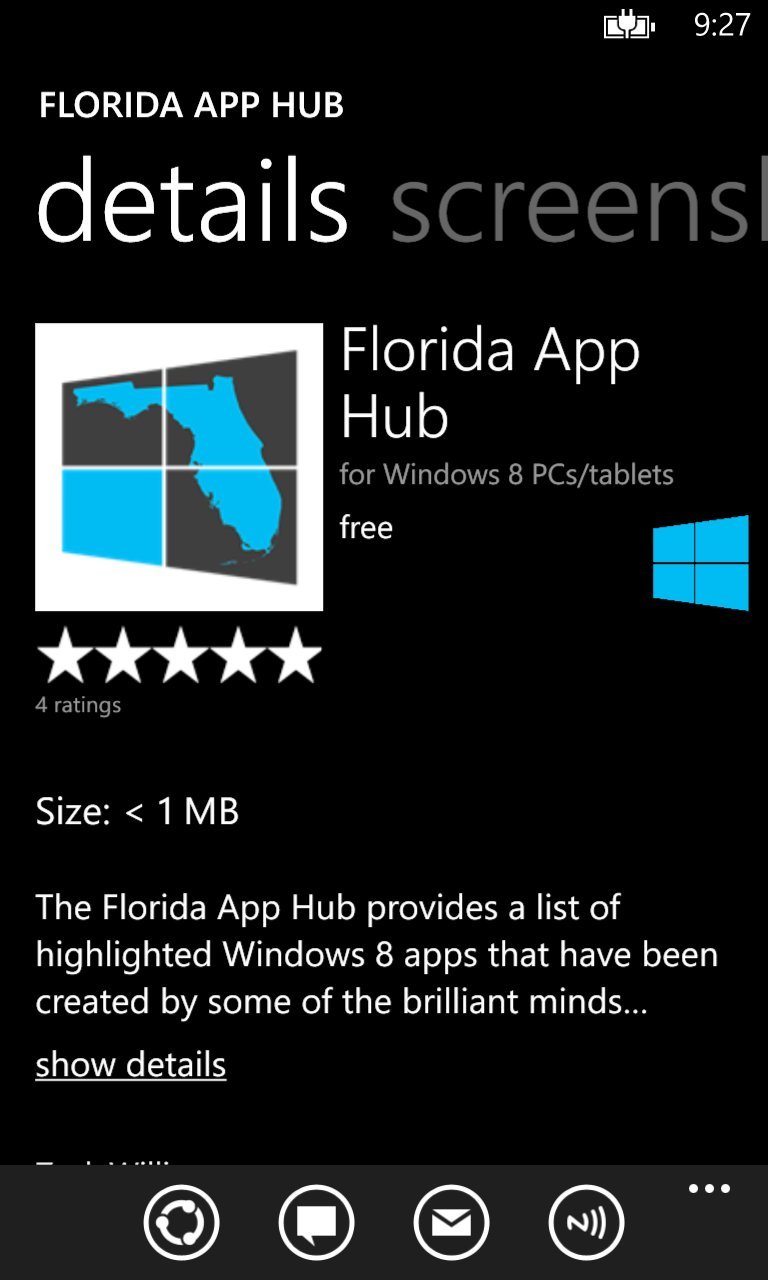 9:27
FLORIDA APP HUB
details screensh
Florida App
Hub
for Windows 8 PCs/tablets
free
4 ratings
Size: < 1 MB
The Florida App Hub provides a list of
highlighted Windows 8 apps that have been
created by some of the brilliant minds...
show details